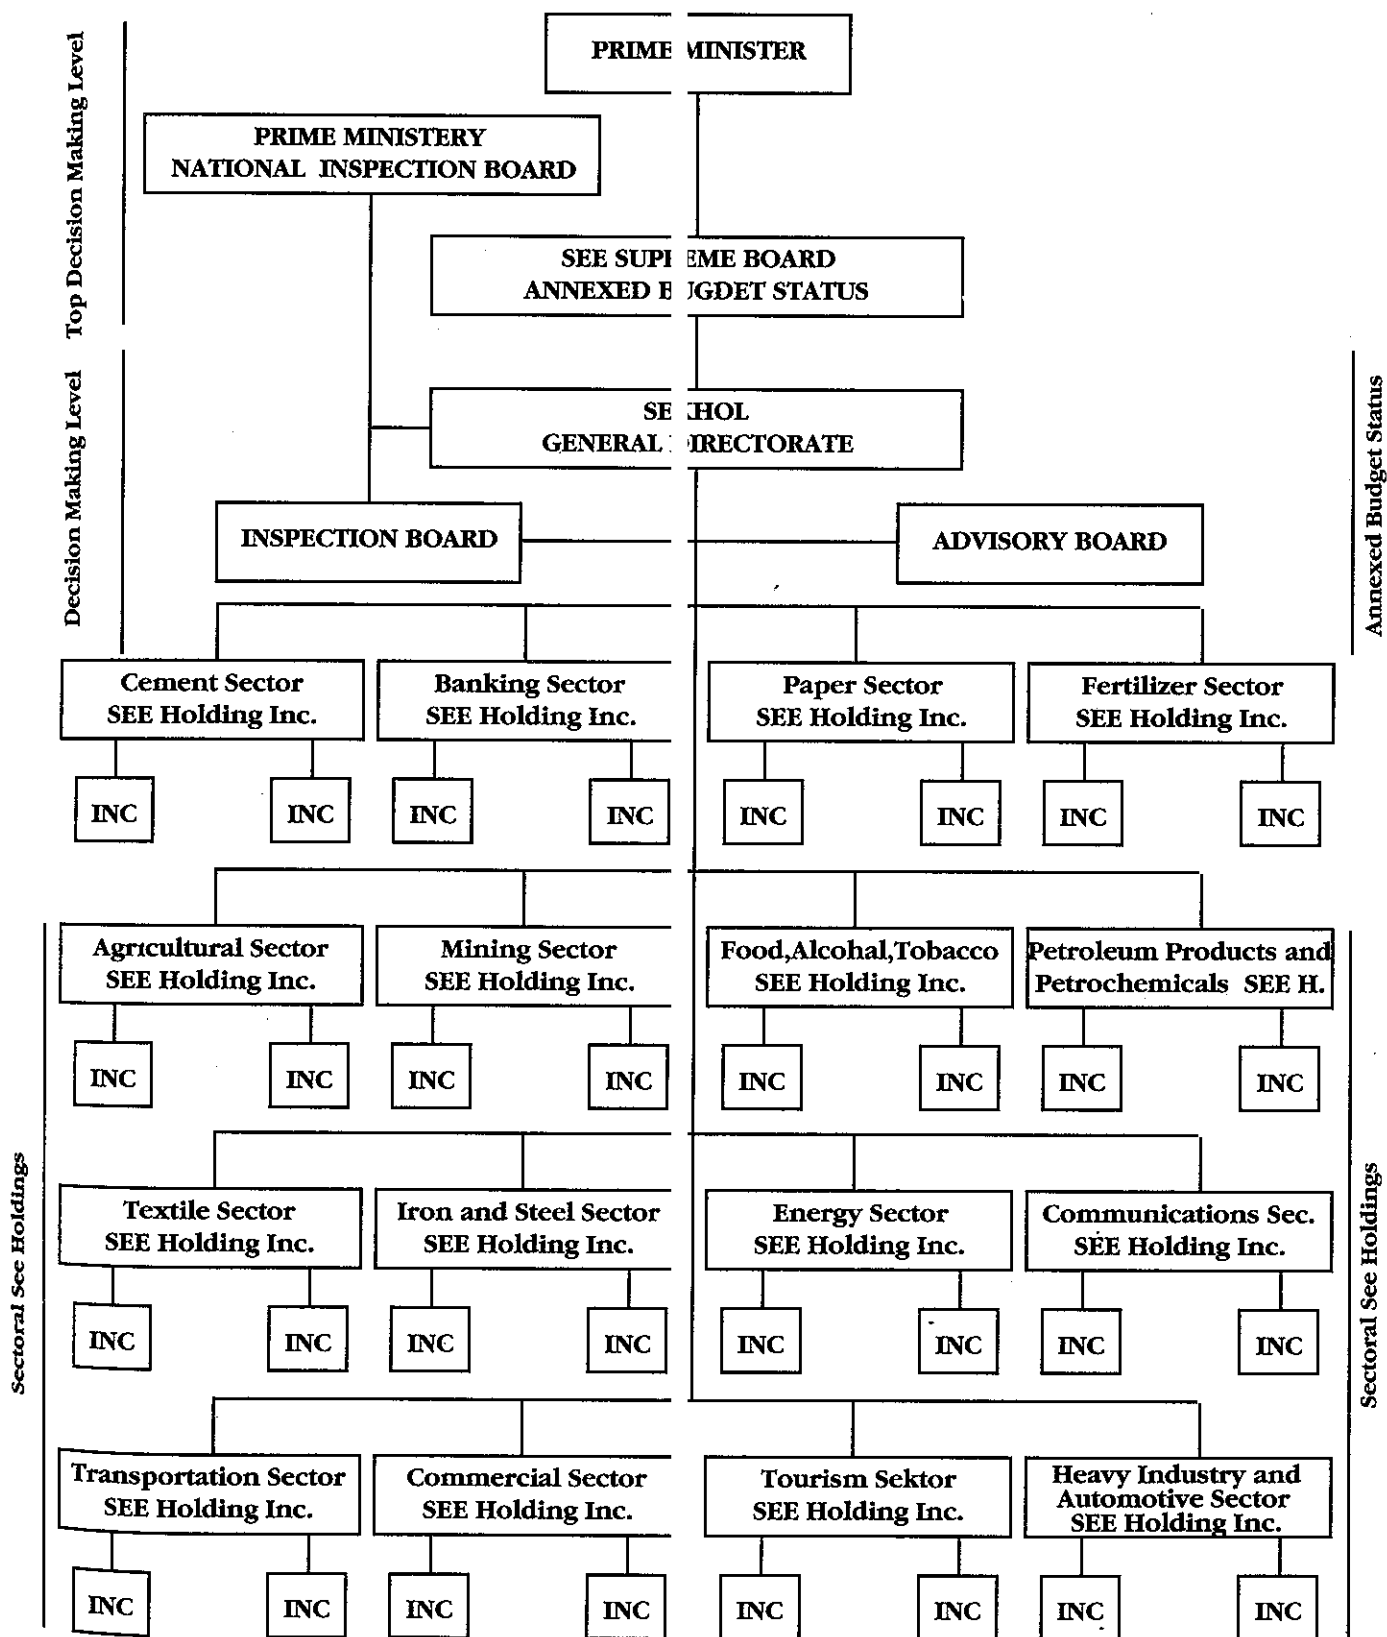 Top Decision Making Level
PRIME MINISTER
PRIME MINISTERY
NATIONAL INSPECTION BOARD
SEE SUPREME BOARD
ANNEXED BUGDET STATUS
Decision Making Level
Annexed Budget Status
SEKHOL
GENERAL DIRECTORATE
INSPECTION BOARD
ADVISORY BOARD
Cement Sector
SEE Holding Inc.
Banking Sector
SEE Holding Inc.
Paper Sector
SEE Holding Inc.
Fertilizer Sector
SEE Holding Inc.
INC
INC
INC
INC
INC
INC
INC
INC
Sectoral See Holdings
Sectoral See Holdings
Agricultural Sector
SEE Holding Inc.
Mining Sector
SEE Holding Inc.
Food,Alcohal,Tobacco
SEE Holding Inc.
Petroleum Products and
Petrochemicals SEE H.
INC
INC
INC
INC
INC
INC
INC
INC
Textile Sector
SEE Holding Inc.
Iron and Steel Sector
SEE Holding Inc.
Energy Sector
SEE Holding Inc.
Communications Sec.
SEE Holding Inc.
INC
INC
INC
INC
INC
INC
INC
INC
Transportation Sector
SEE Holding Inc.
Commercial Sector
SEE Holding Inc.
Tourism Sektor
SEE Holding Inc.
Heavy Industry and
Automotive Sector
SEE Holding Inc.
INC
INC
INC
INC
INC
INC
INC
INC